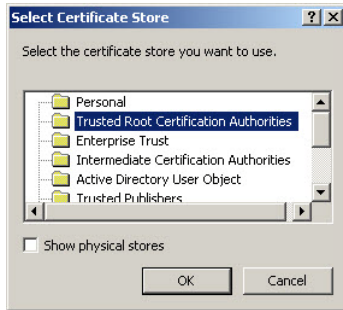 Select Certificate Store
Select the certificate store you want to use.
Personal
Trusted Root Certification Authorities
Enterprise Trust
Intermediate Certification Authorities
Active Directory User Object
Trusted Publishers
Show physical stores
OK Cancel